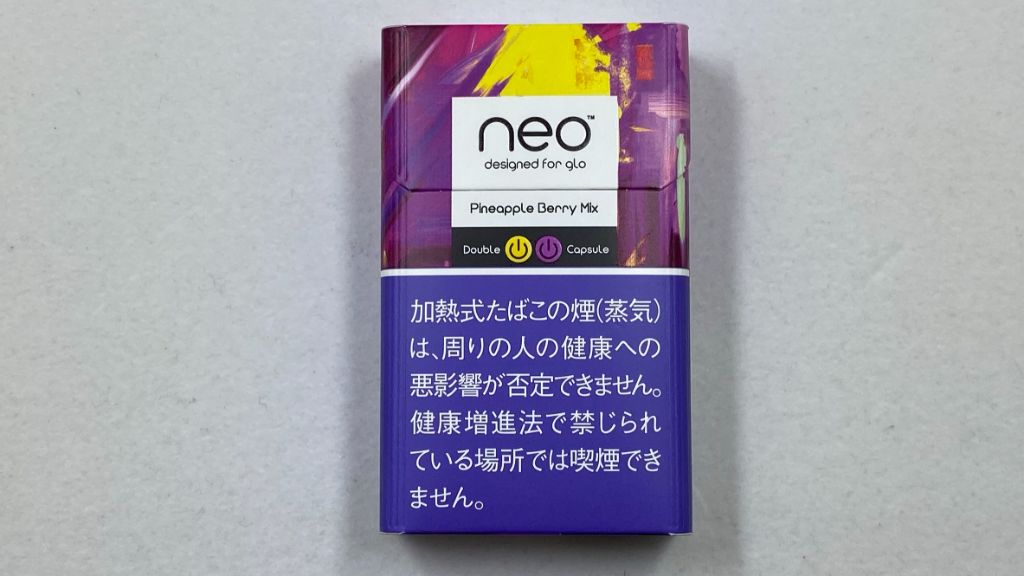 neo™
designed for glo
Pineapple Berry Mix
Double Capsule
加熱式たばこの煙(蒸気)
は、周りの人の健康への
悪影響が否定できません。
健康増進法で禁じられ
ている場所では喫煙でき
ません。